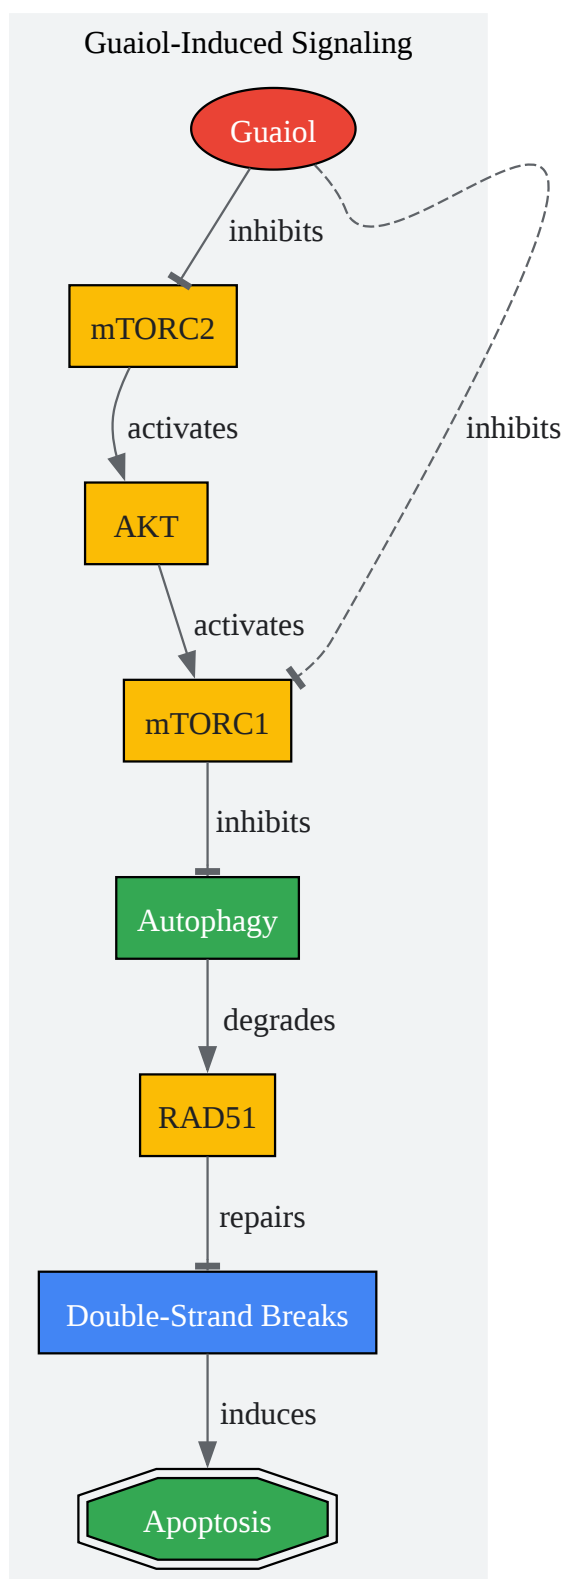 Guaiol-Induced Signaling
Guaiol
inhibits
mTORC2
activates
inhibits
AKT
activates
mTORC1
inhibits
Autophagy
degrades
RAD51
repairs
Double-Strand Breaks
induces
Apoptosis